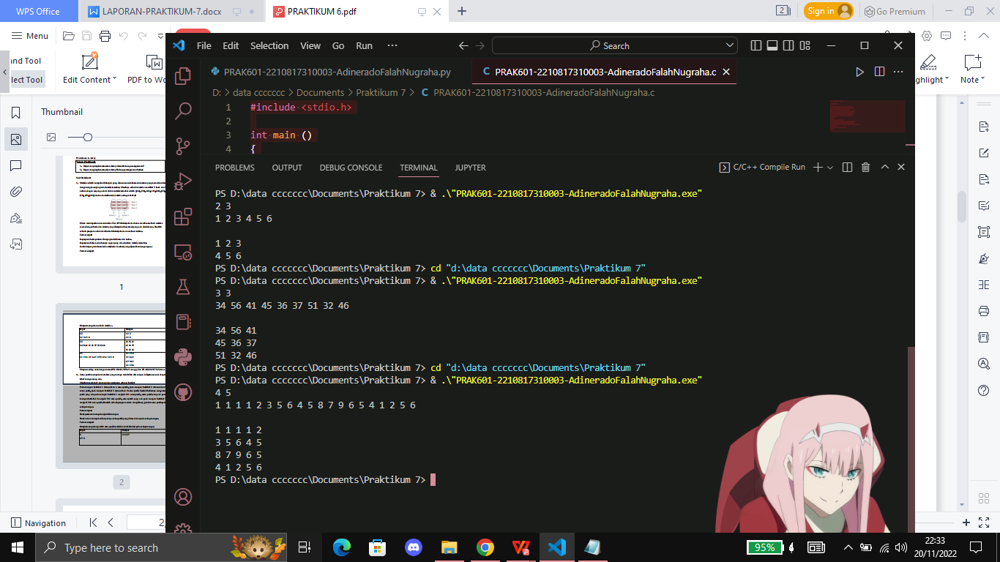 WPS Office
LAPORAN-PRAKTIKUM-7.docx
PRAKTIKUM 6.pdf
2
Sign in
Go Premium
Menu
and Tool
lect Tool
Edit Content
PDF to Wo
ghlight
Note
Thumbnail
1
2
Navigation
2
File Edit Selection View Go Run ···
Search
PRAK601-2210817310003-AdineradoFalahNugraha.py
PRAK601-2210817310003-AdineradoFalahNugraha.c
D: > data ccccccc > Documents > Praktikum 7 > PRAK601-2210817310003-AdineradoFalahNugraha.c
1 #include <stdio.h>
2
3 int main ()
4 {
PROBLEMS OUTPUT DEBUG CONSOLE TERMINAL JUPYTER
C/C++ Compile Run
PS D:\data ccccccc\Documents\Praktikum 7> & .\"PRAK601-2210817310003-AdineradoFalahNugraha.exe"
2 3
1 2 3 4 5 6
1 2 3
4 5 6
PS D:\data ccccccc\Documents\Praktikum 7> cd "d:\data ccccccc\Documents\Praktikum 7"
PS D:\data ccccccc\Documents\Praktikum 7> & .\"PRAK601-2210817310003-AdineradoFalahNugraha.exe"
3 3
34 56 41 45 36 37 51 32 46
34 56 41
45 36 37
51 32 46
PS D:\data ccccccc\Documents\Praktikum 7> cd "d:\data ccccccc\Documents\Praktikum 7"
PS D:\data ccccccc\Documents\Praktikum 7> & .\"PRAK601-2210817310003-AdineradoFalahNugraha.exe"
4 5
1 1 1 1 2 3 5 6 4 5 8 7 9 6 5 4 1 2 5 6
1 1 1 1 2
3 5 6 4 5
8 7 9 6 5
4 1 2 5 6
PS D:\data ccccccc\Documents\Praktikum 7>
Type here to search
95%
22:33
20/11/2022